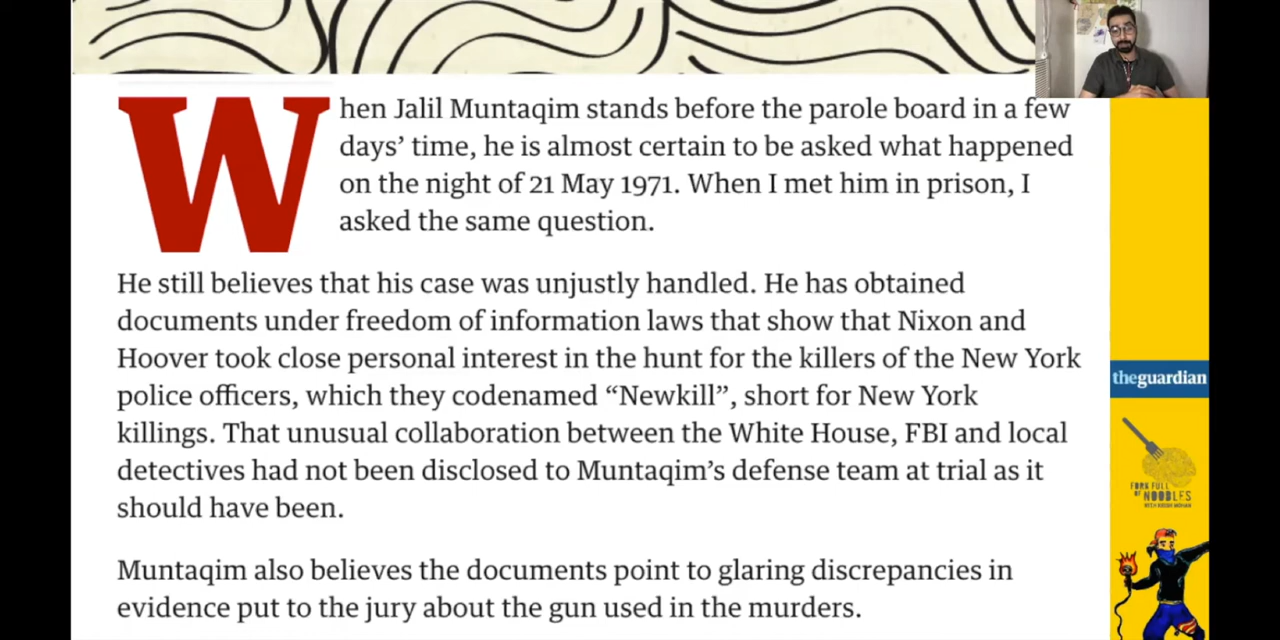 When Jalil Muntaqim stands before the parole board in a few
days’ time, he is almost certain to be asked what happened
on the night of 21 May 1971. When I met him in prison, I
asked the same question.
He still believes that his case was unjustly handled. He has obtained
documents under freedom of information laws that show that Nixon and
Hoover took close personal interest in the hunt for the killers of the New York
police officers, which they codenamed “Newkill”, short for New York
killings. That unusual collaboration between the White House, FBI and local
detectives had not been disclosed to Muntaqim’s defense team at trial as it
should have been.
Muntaqim also believes the documents point to glaring discrepancies in
evidence put to the jury about the gun used in the murders.
theguardian
FORK FULL
OF NOODLES